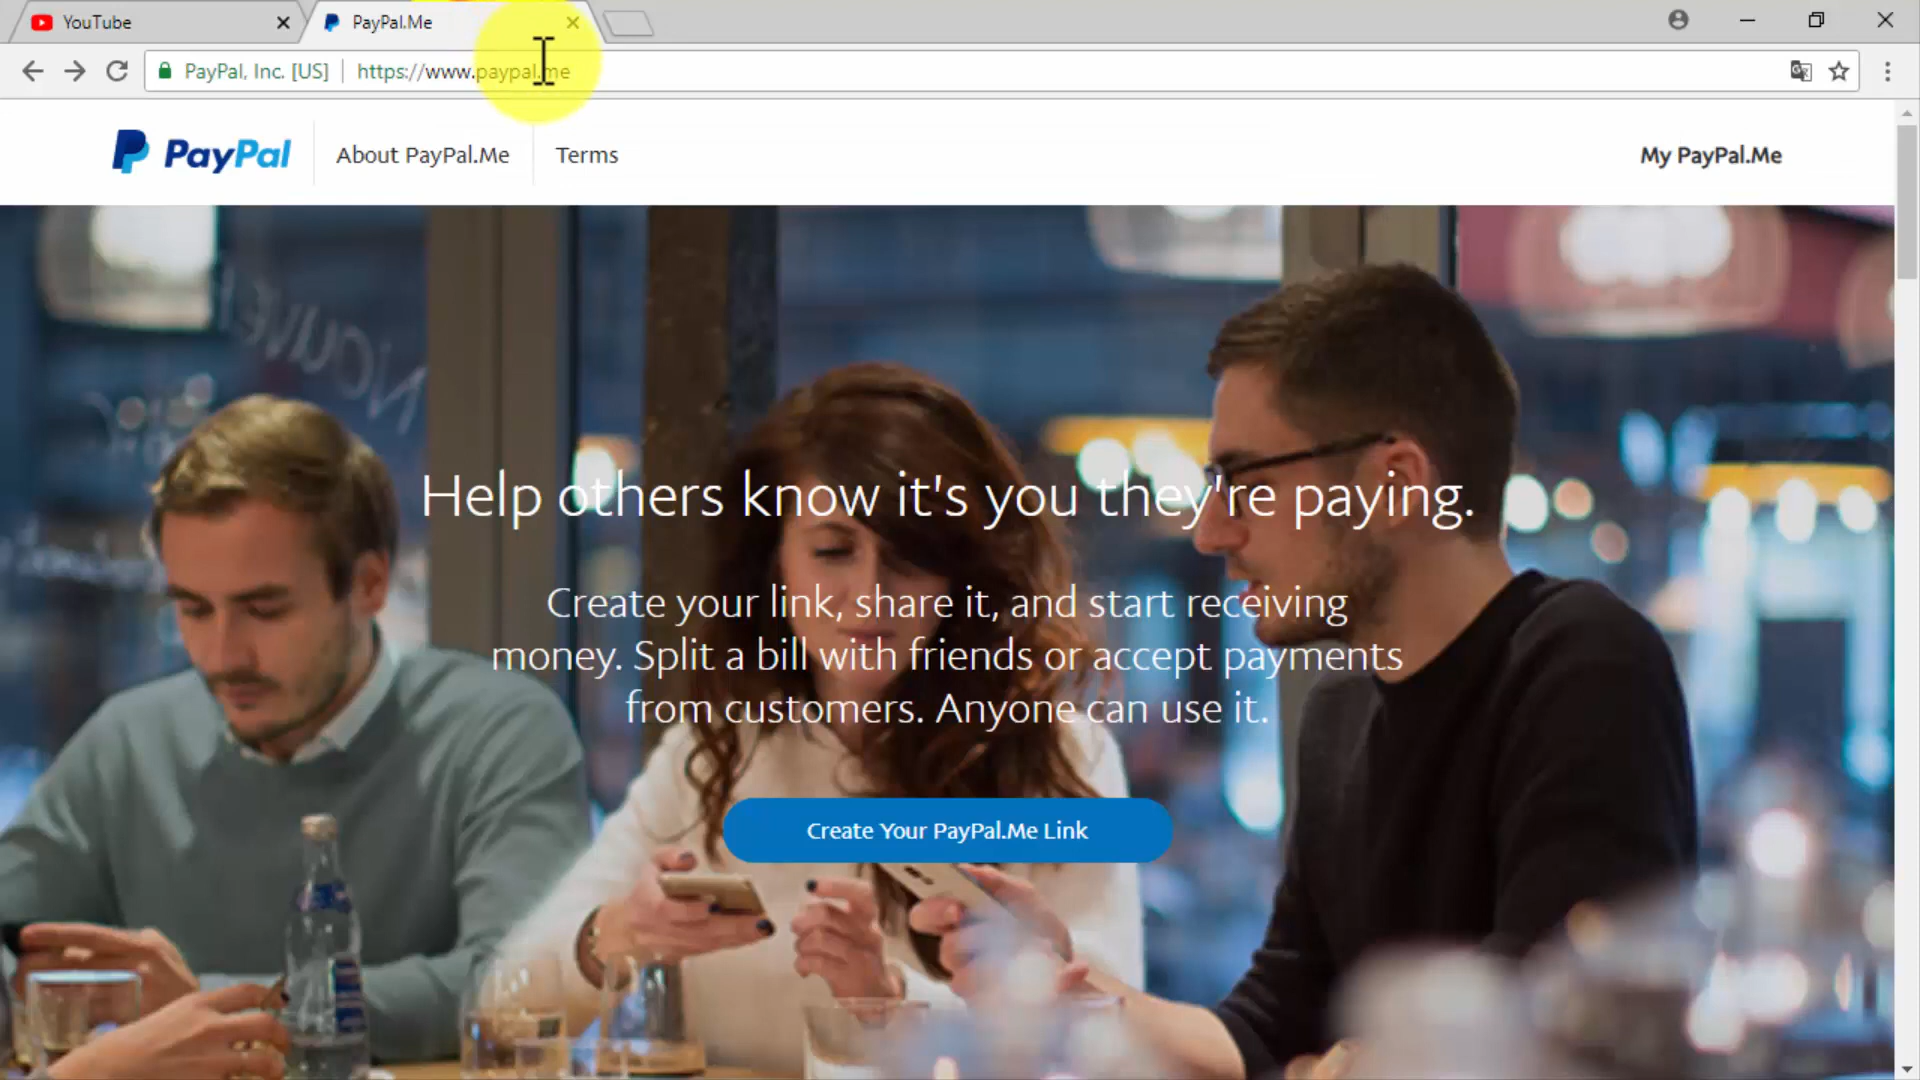 YouTube
PayPal.Me
PayPal, Inc. [US]
https://www.paypal.me
PayPal
About PayPal.Me
Terms
My PayPal.Me
Help others know it's you they're paying.
Create your link, share it, and start receiving
money. Split a bill with friends or accept payments
from customers. Anyone can use it.
Create Your PayPal.Me Link